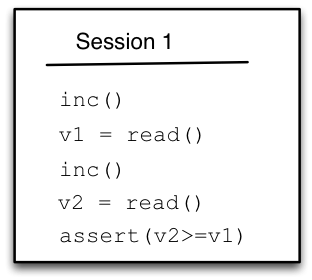 Session 1
inc()
v1 = read()
inc()
v2 = read()
assert(v2>=v1)